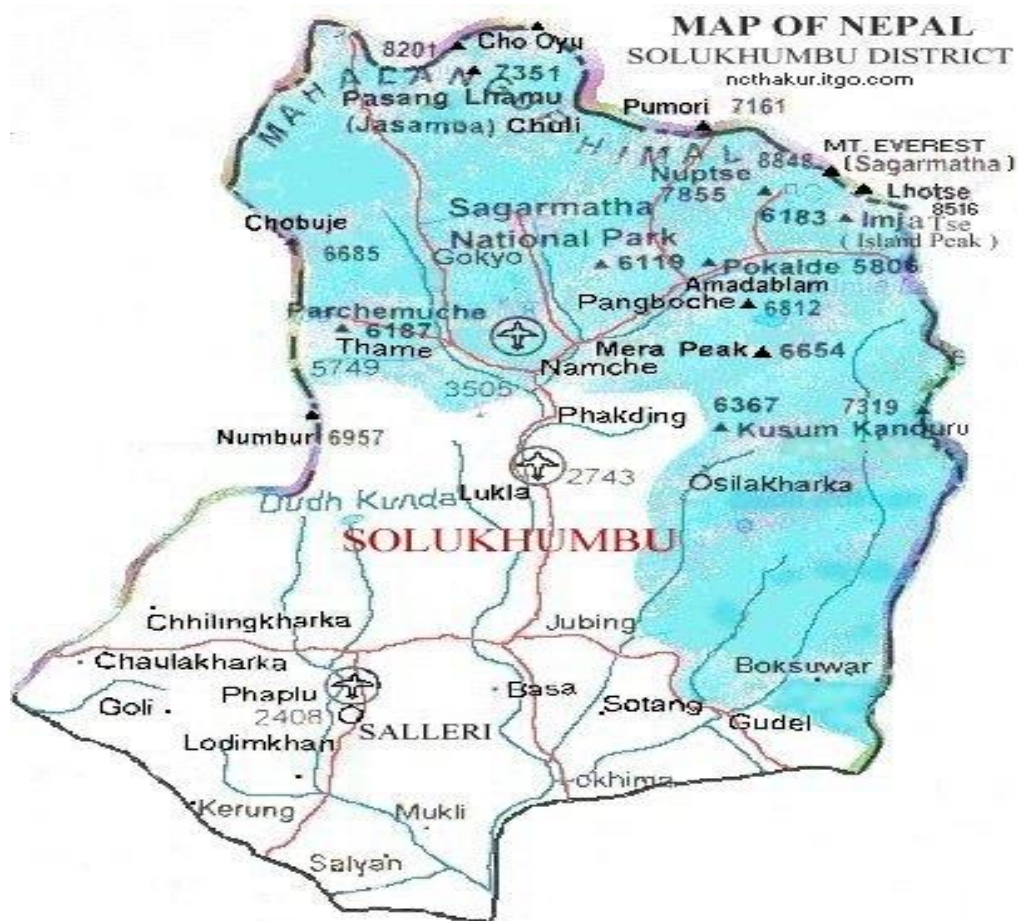 MAP OF NEPAL
SOLUKHUMBU DISTRICT
ncthakur.itgo.com
8201 Cho Oyu
7351
MAHALANGUR HIMAL
Pasang Lhamu
(Jasamba) Chuli
Pumori 7161
MT. EVEREST
8848 (Sagarmatha)
Nuptse
7855
Lhotse
8516
6183 Imja Tse
(Island Peak)
Sagarmatha
National Park
Chobuje
6685
Gokyo
6119
Pokalde 5806
Amadablam
6812
Pangboche
Parchemuche
6187
Thame
5749
Mera Peak 6654
Namche
3505
Phakding
6367
7319
Kusum Kanduru
Numbur 6957
2743
Lukla
Osilakharka
Dudh Kunda
SOLUKHUMBU
Chhilingkharka
Jubing
Chaulakharka
Boksuwar
Phaplu
Basa
Goli
Sotang
2408
SALLERI
Gudel
Lodimkhan
Kerung
Mukli
Salyan